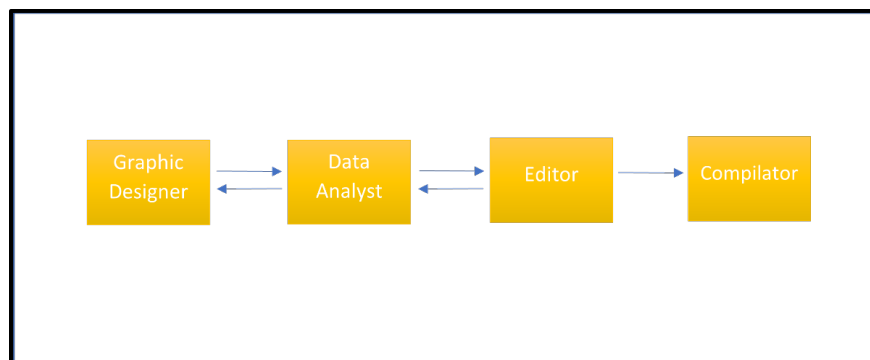 Graphic
Designer
Data
Analyst
Editor
Compilator